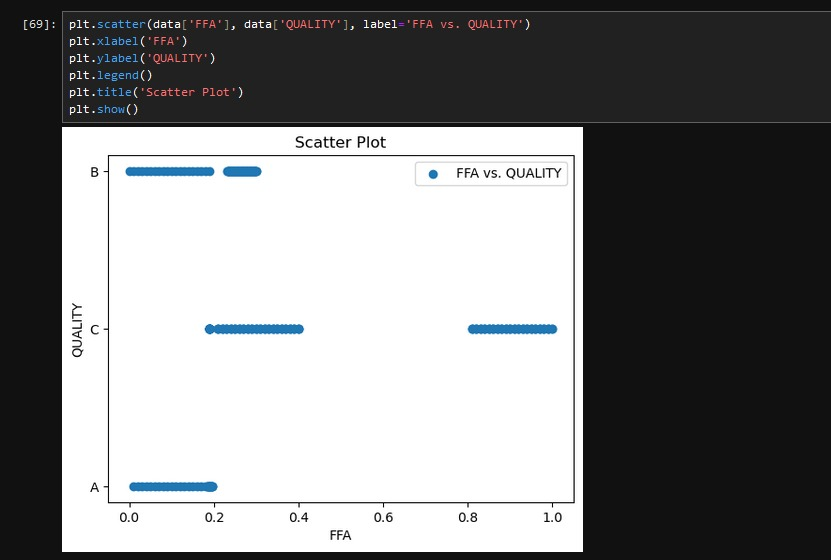 [69]: plt.scatter(data['FFA'], data['QUALITY'], label='FFA vs. QUALITY')
plt.xlabel('FFA')
plt.ylabel('QUALITY')
plt.legend()
plt.title('Scatter Plot')
plt.show()
Scatter Plot
FFA vs. QUALITY
B
C
A
QUALITY
0.0 0.2 0.4 0.6 0.8 1.0
FFA